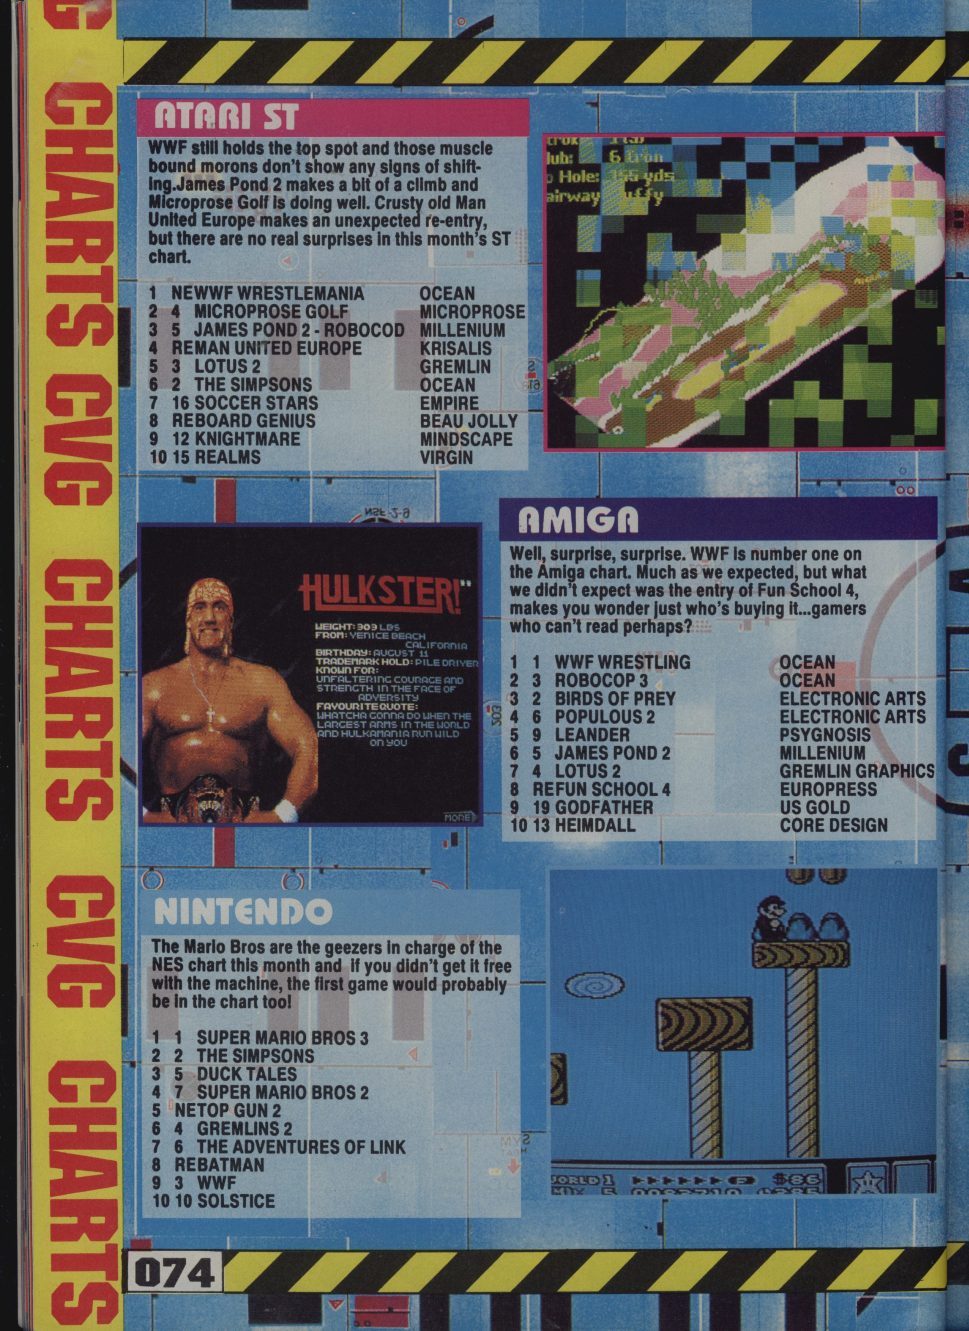 CHARTS CVG CHARTS CVG CHARTS
ATARI ST
WWF still holds the top spot and those muscle
bound morons don't show any signs of shift-
ing.James Pond 2 makes a bit of a climb and
Microprose Golf is doing well. Crusty old Man
United Europe makes an unexpected re-entry,
but there are no real surprises in this month's ST
chart.
1 NEWWF WRESTLEMANIA OCEAN
2 4 MICROPROSE GOLF MICROPROSE
3 5 JAMES POND 2 - ROBOCOD MILLENIUM
4 REMAN UNITED EUROPE KRISALIS
5 3 LOTUS 2 GREMLIN
6 2 THE SIMPSONS OCEAN
7 16 SOCCER STARS EMPIRE
8 REBOARD GENIUS BEAU JOLLY
9 12 KNIGHTMARE MINDSCAPE
10 15 REALMS VIRGIN
Hole: 155 yds
HULKSTER!"
WEIGHT: 303 LBS
FROM: VENICE BEACH
CALIFORNIA
BIRTHDAY: AUGUST 11
TRADEMARK HOLD: PILE DRIVER
KNOWN FOR:
UNFALTERING COURAGE AND
STRENGTH IN THE FACE OF
ADVERSITY
FAVOURITE QUOTE:
WHATCHA GONNA DO WHEN THE
LARGEST ARMS IN THE WORLD
AND HULKAMANIA RUN WILD
ON YOU
MORE
AMIGA
Well, surprise, surprise. WWF is number one on
the Amiga chart. Much as we expected, but what
we didn't expect was the entry of Fun School 4,
makes you wonder just who's buying it...gamers
who can't read perhaps?
1 1 WWF WRESTLING OCEAN
2 3 ROBOCOP 3 OCEAN
3 2 BIRDS OF PREY ELECTRONIC ARTS
4 6 POPULOUS 2 ELECTRONIC ARTS
5 9 LEANDER PSYGNOSIS
6 5 JAMES POND 2 MILLENIUM
7 4 LOTUS 2 GREMLIN GRAPHICS
8 REFUN SCHOOL 4 EUROPRESS
9 19 GODFATHER US GOLD
10 13 HEIMDALL CORE DESIGN
NINTENDO
The Mario Bros are the geezers in charge of the
NES chart this month and if you didn't get it free
with the machine, the first game would probably
be in the chart too!
1 1 SUPER MARIO BROS 3
2 2 THE SIMPSONS
3 5 DUCK TALES
4 7 SUPER MARIO BROS 2
5 NETOP GUN 2
6 4 GREMLINS 2
7 6 THE ADVENTURES OF LINK
8 REBATMAN
9 3 WWF
10 10 SOLSTICE
WORLD 1 P $86
074